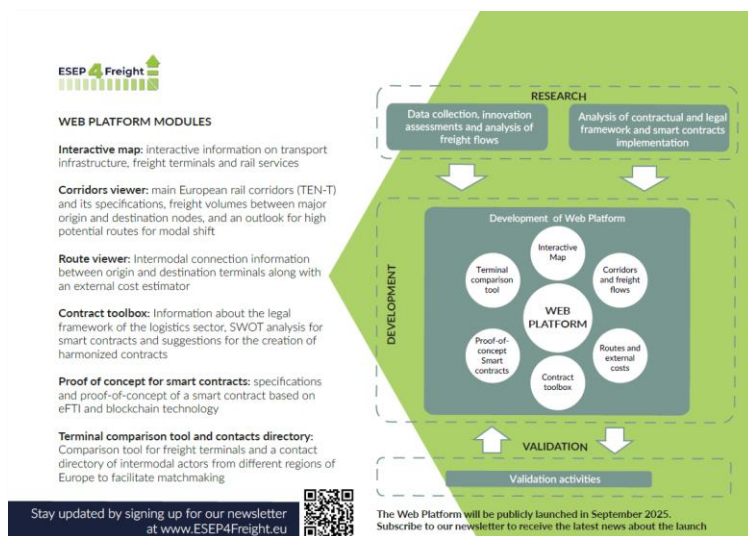 ESEP 4 Freight
WEB PLATFORM MODULES
Interactive map: interactive information on transport
infrastructure, freight terminals and rail services
Corridors viewer: main European rail corridors (TEN-T)
and its specifications, freight volumes between major
origin and destination nodes, and an outlook for high
potential routes for modal shift
Route viewer: Intermodal connection information
between origin and destination terminals along with
an external cost estimator
Contract toolbox: Information about the legal
framework of the logistics sector, SWOT analysis for
smart contracts and suggestions for the creation of
harmonized contracts
Proof of concept for smart contracts: specifications
and proof-of-concept of a smart contract based on
eFTI and blockchain technology
Terminal comparison tool and contacts directory:
Comparison tool for freight terminals and a contact
directory of intermodal actors from different regions of
Europe to facilitate matchmaking
Stay updated by signing up for our newsletter
at www.ESEP4Freight.eu
RESEARCH
Data collection, innovation
assessments and analysis of
freight flows
Analysis of contractual and legal
framework and smart contracts
implementation
DEVELOPMENT
Development of Web Platform
Interactive
Map
Terminal
comparison
tool
Corridors
and freight
flows
WEB
PLATFORM
Proof-of-
concept
Smart
contracts
Routes and
external
costs
Contract
toolbox
VALIDATION
Validation activities
The Web Platform will be publicly launched in September 2025.
Subscribe to our newsletter to receive the latest news about the launch